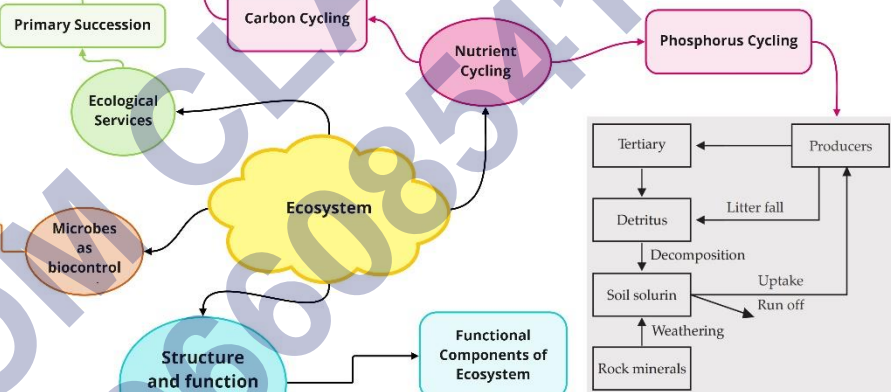 Carbon Cycling
Primary Succession
Nutrient
Cycling
Phosphorus Cycling
Ecological
Services
Tertiary
Producers
Ecosystem
Litter fall
Detritus
Microbes
as
biocontrol
Decomposition
Uptake
Soil solurin
Run off
Weathering
Functional
Components of
Ecosystem
Structure
and function
Rock minerals